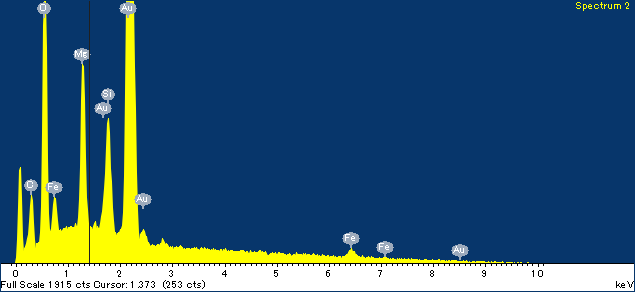 Spectrum 2
O Au
Mg
Si
Au
Fe Au
Fe Fe Au
0 1 2 3 4 5 6 7 8 9 10
Full Scale 1915 cts Cursor: 1.373 (253 cts) keV